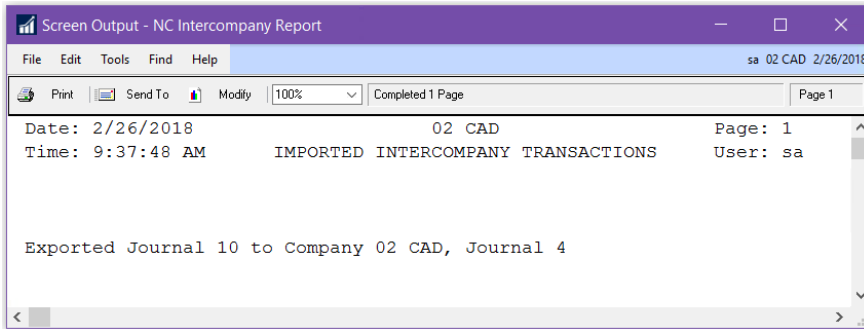 Screen Output - NC Intercompany Report
File Edit Tools Find Help sa 02 CAD 2/26/2018
Print Send To Modify 100% Completed 1 Page Page 1
Date: 2/26/2018 02 CAD Page: 1
Time: 9:37:48 AM IMPORTED INTERCOMPANY TRANSACTIONS User: sa
Exported Journal 10 to Company 02 CAD, Journal 4